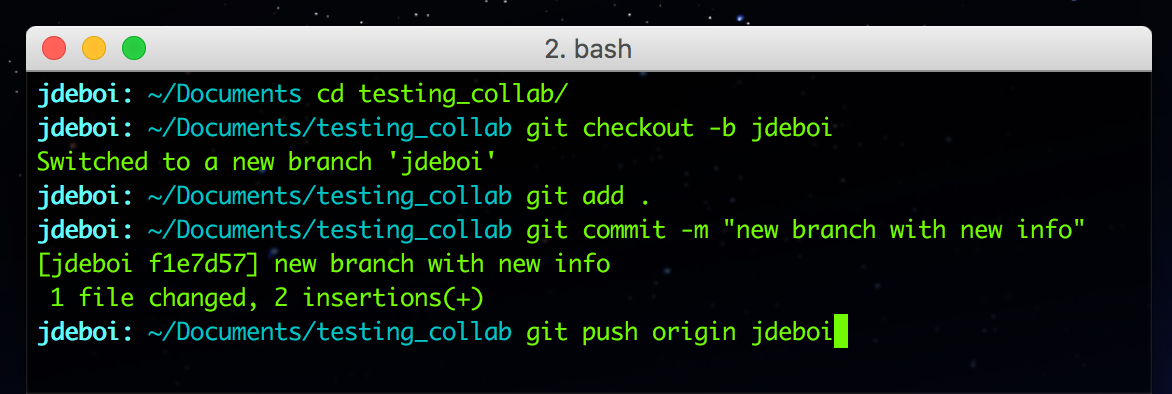 2. bash
jdeboi: ~/Documents cd testing_collab/
jdeboi: ~/Documents/testing_collab git checkout -b jdeboi
Switched to a new branch 'jdeboi'
jdeboi: ~/Documents/testing_collab git add .
jdeboi: ~/Documents/testing_collab git commit -m "new branch with new info"
[jdeboi f1e7d57] new branch with new info
 1 file changed, 2 insertions(+)
jdeboi: ~/Documents/testing_collab git push origin jdeboi